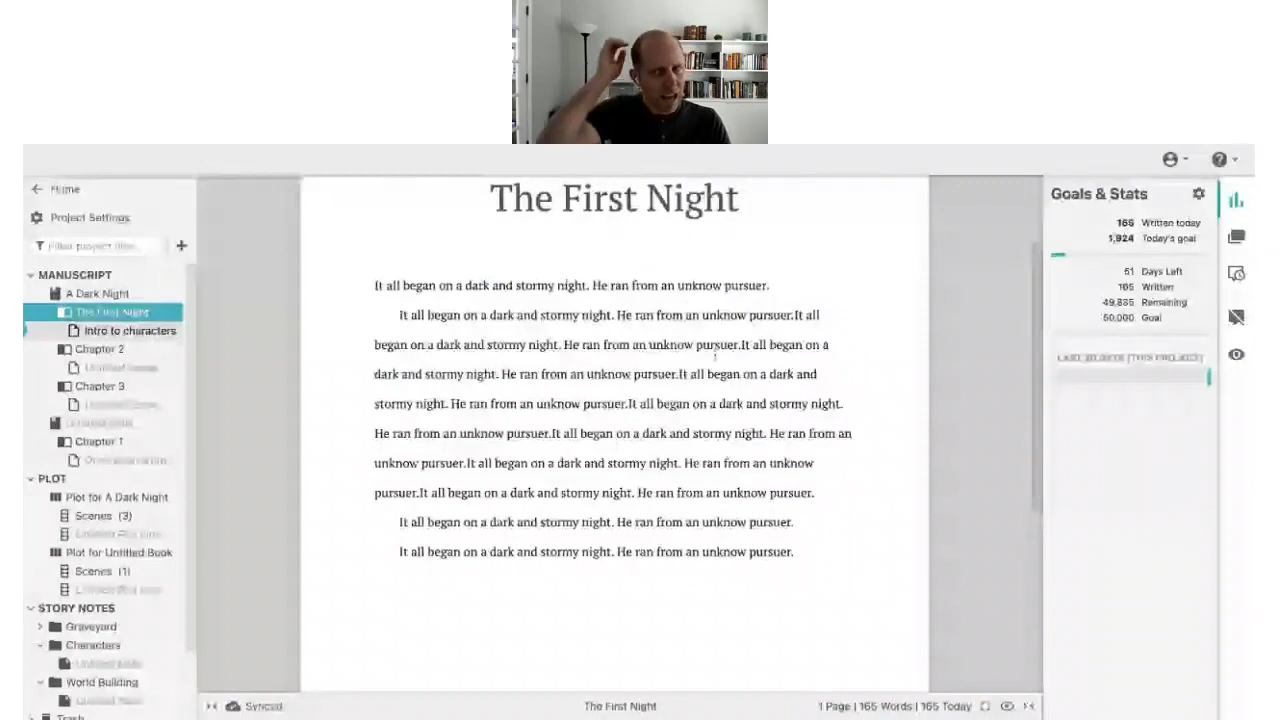 Home
Project Settings
MANUSCRIPT
A Dark Night
The First Night
Intro to characters
Chapter 2
Chapter 3
Chapter 1
PLOT
Plot for A Dark Night
Scenes (3)
Plot for Untitled Book
Scenes (1)
STORY NOTES
Graveyard
Characters
World Building
Trash
The First Night
It all began on a dark and stormy night. He ran from an unknow pursuer.
It all began on a dark and stormy night. He ran from an unknow pursuer.It all
began on a dark and stormy night. He ran from an unknow pursuer.It all began on a
dark and stormy night. He ran from an unknow pursuer.It all began on a dark and
stormy night. He ran from an unknow pursuer.It all began on a dark and stormy night.
He ran from an unknow pursuer.It all began on a dark and stormy night. He ran from an
unknow pursuer.It all began on a dark and stormy night. He ran from an unknow
pursuer.It all began on a dark and stormy night. He ran from an unknow pursuer.
It all began on a dark and stormy night. He ran from an unknow pursuer.
It all began on a dark and stormy night. He ran from an unknow pursuer.
Synced
The First Night
1 Page | 165 Words | 165 Today
Goals & Stats
165 Written today
1,924 Today's goal
51 Days Left
165 Written
49,835 Remaining
50,000 Goal